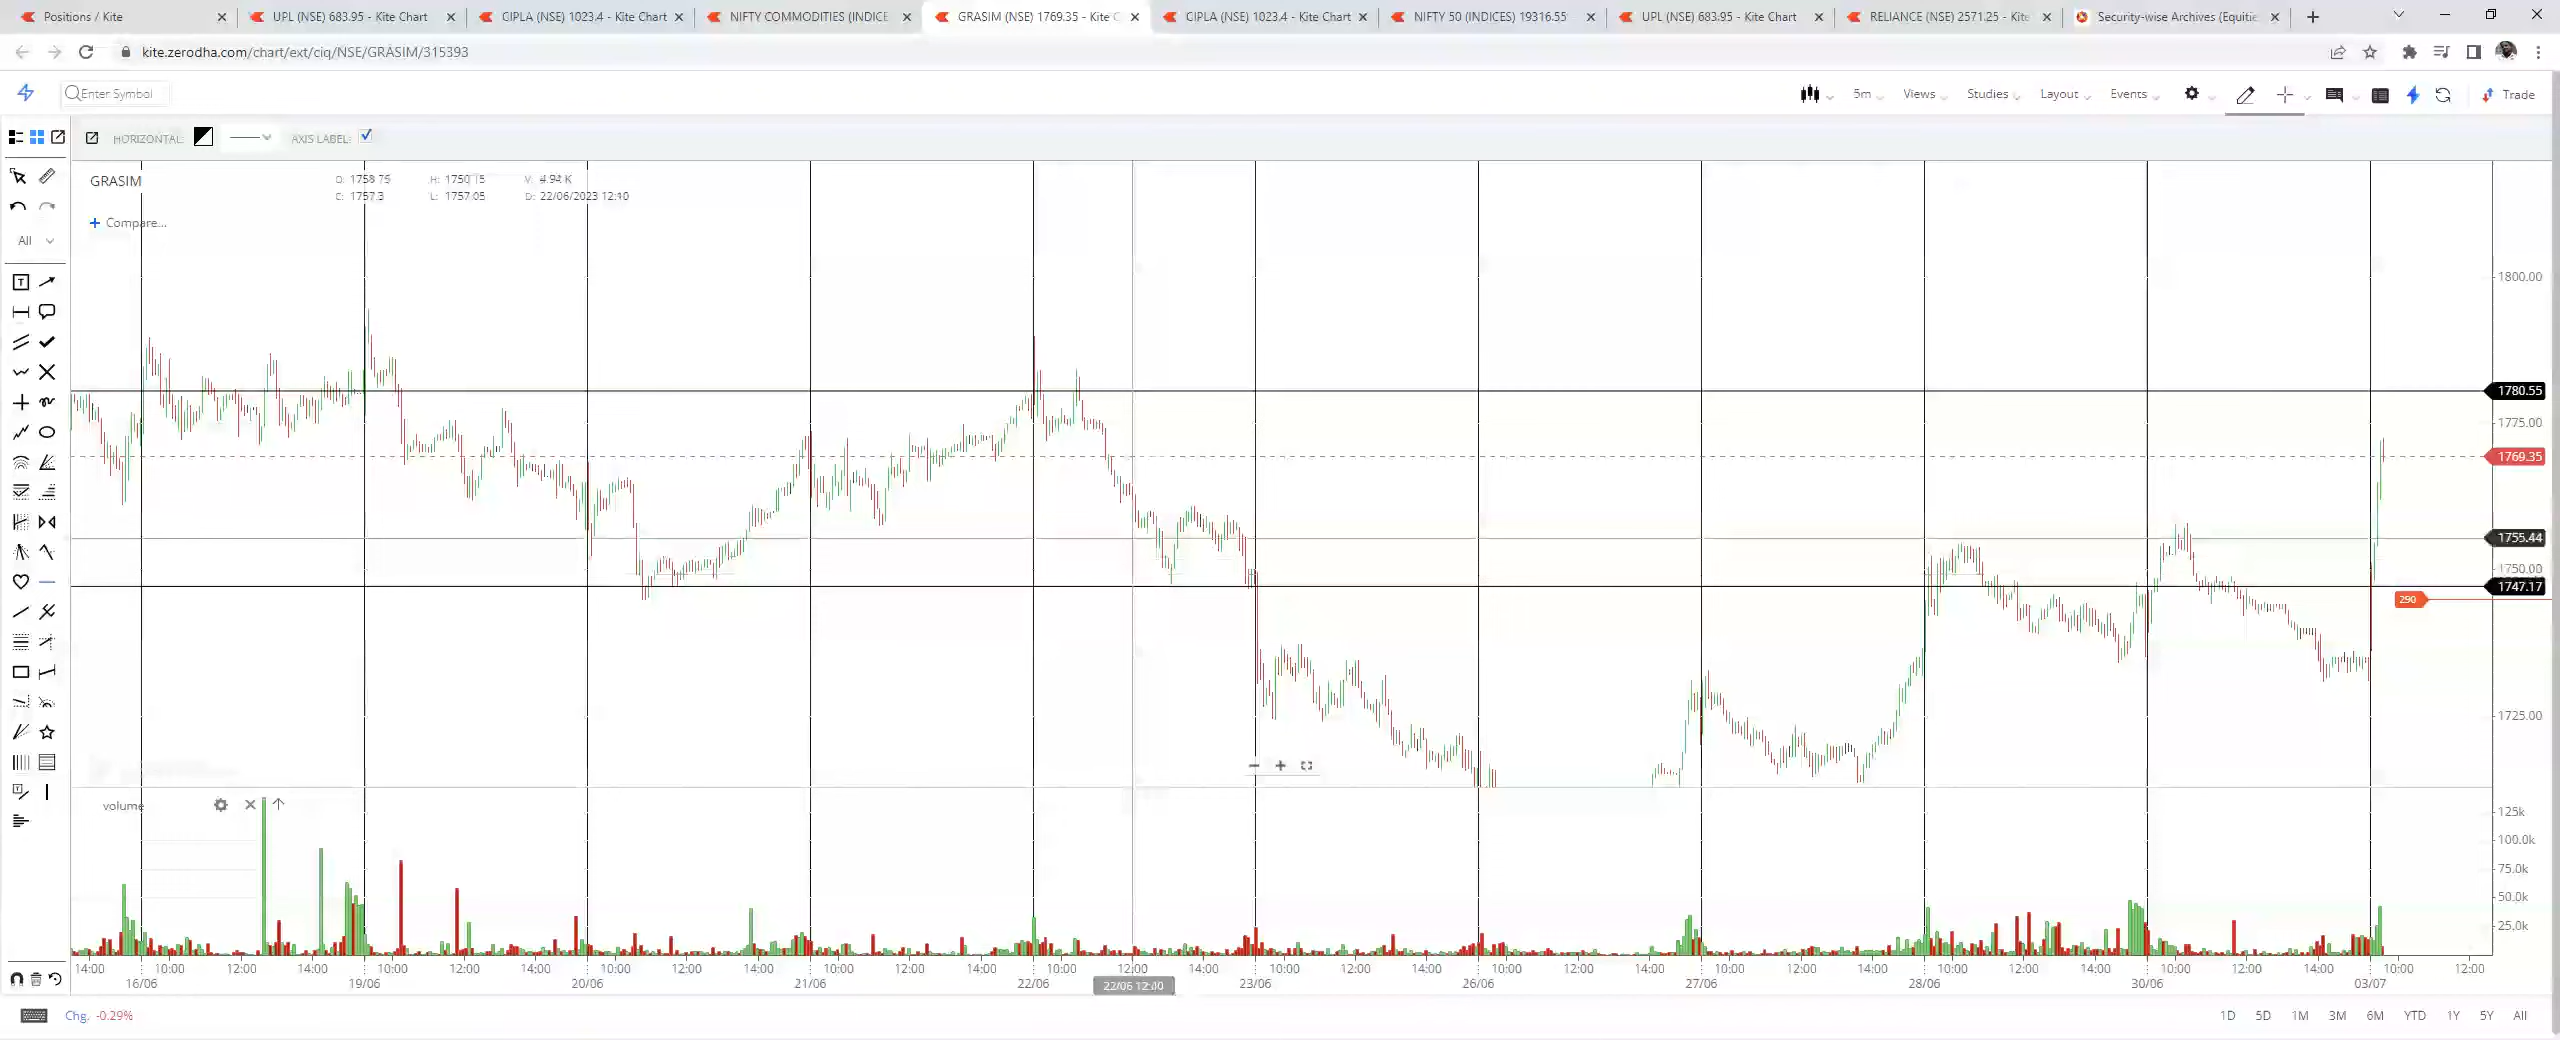 Positions / Kite
UPL (NSE) 683.95 - Kite Chart
CIPLA (NSE) 1023.4 - Kite Chart
NIFTY COMMODITIES (INDICE
GRASIM (NSE) 1769.35 - Kite C
CIPLA (NSE) 1023.4 - Kite Chart
NIFTY 50 (INDICES) 19316.55
UPL (NSE) 683.95 - Kite Chart
RELIANCE (NSE) 2571.25 - Kite
Security-wise Archives (Equitie
kite.zerodha.com/chart/ext/ciq/NSE/GRASIM/315393
Enter Symbol
5m Views Studies Layout Events Trade
HORIZONTAL: AXIS LABEL:
All
GRASIM
H: 1750.15
C: 1757.3 L: 1757.05 D: 22/06/2023 12:10
Compare...
1800.00
1780.55
1775.00
1769.35
1755.44
1750.00
1747.17
290
1725.00
volume
125k
100.0k
75.0k
50.0k
25.0k
14:00 10:00 12:00 14:00 10:00 12:00 14:00 10:00 12:00 14:00 10:00 12:00 14:00 10:00 12:00 14:00 10:00 12:00 14:00 10:00 12:00 14:00 10:00 12:00 14:00 10:00 12:00 14:00 10:00 12:00 14:00 10:00 12:00
16/06 19/06 20/06 21/06 22/06 23/06 26/06 27/06 28/06 30/06 03/07
Chg. -0.29%
1D 5D 1M 3M 6M YTD 1Y 5Y All